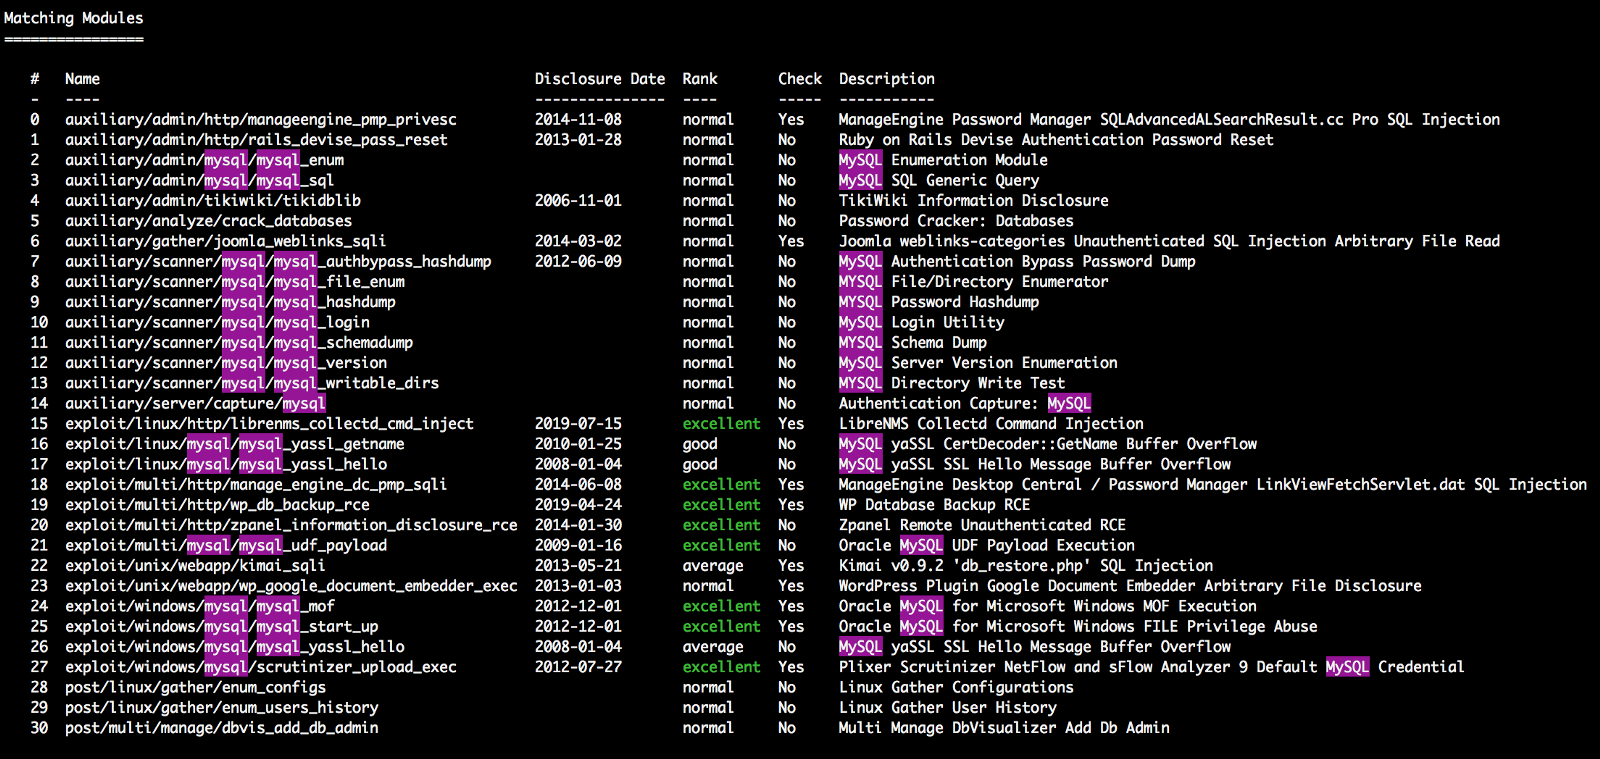 Matching Modules
================
# Name Disclosure Date Rank Check Description
- ---- --------------- ---- ----- -----------
0 auxiliary/admin/http/manageengine_pmp_privesc 2014-11-08 normal Yes ManageEngine Password Manager SQLAdvancedALSearchResult.cc Pro SQL Injection
1 auxiliary/admin/http/rails_devise_pass_reset 2013-01-28 normal No Ruby on Rails Devise Authentication Password Reset
2 auxiliary/admin/mysql/mysql_enum normal No MySQL Enumeration Module
3 auxiliary/admin/mysql/mysql_sql normal No MySQL SQL Generic Query
4 auxiliary/admin/tikiwiki/tikidblib 2006-11-01 normal No TikiWiki Information Disclosure
5 auxiliary/analyze/crack_databases normal No Password Cracker: Databases
6 auxiliary/gather/joomla_weblinks_sqli 2014-03-02 normal Yes Joomla weblinks-categories Unauthenticated SQL Injection Arbitrary File Read
7 auxiliary/scanner/mysql/mysql_authbypass_hashdump 2012-06-09 normal No MySQL Authentication Bypass Password Dump
8 auxiliary/scanner/mysql/mysql_file_enum normal No MYSQL File/Directory Enumerator
9 auxiliary/scanner/mysql/mysql_hashdump normal No MYSQL Password Hashdump
10 auxiliary/scanner/mysql/mysql_login normal No MySQL Login Utility
11 auxiliary/scanner/mysql/mysql_schemadump normal No MYSQL Schema Dump
12 auxiliary/scanner/mysql/mysql_version normal No MySQL Server Version Enumeration
13 auxiliary/scanner/mysql/mysql_writable_dirs normal No MYSQL Directory Write Test
14 auxiliary/server/capture/mysql normal No Authentication Capture: MySQL
15 exploit/linux/http/librenms_collectd_cmd_inject 2019-07-15 excellent Yes LibreNMS Collectd Command Injection
16 exploit/linux/mysql/mysql_yassl_getname 2010-01-25 good No MySQL yaSSL CertDecoder::GetName Buffer Overflow
17 exploit/linux/mysql/mysql_yassl_hello 2008-01-04 good No MySQL yaSSL SSL Hello Message Buffer Overflow
18 exploit/multi/http/manage_engine_dc_pmp_sqli 2014-06-08 excellent Yes ManageEngine Desktop Central / Password Manager LinkViewFetchServlet.dat SQL Injection
19 exploit/multi/http/wp_db_backup_rce 2019-04-24 excellent Yes WP Database Backup RCE
20 exploit/multi/http/zpanel_information_disclosure_rce 2014-01-30 excellent No Zpanel Remote Unauthenticated RCE
21 exploit/multi/mysql/mysql_udf_payload 2009-01-16 excellent No Oracle MySQL UDF Payload Execution
22 exploit/unix/webapp/kimai_sqli 2013-05-21 average Yes Kimai v0.9.2 'db_restore.php' SQL Injection
23 exploit/unix/webapp/wp_google_document_embedder_exec 2013-01-03 normal Yes WordPress Plugin Google Document Embedder Arbitrary File Disclosure
24 exploit/windows/mysql/mysql_mof 2012-12-01 excellent Yes Oracle MySQL for Microsoft Windows MOF Execution
25 exploit/windows/mysql/mysql_start_up 2012-12-01 excellent Yes Oracle MySQL for Microsoft Windows FILE Privilege Abuse
26 exploit/windows/mysql/mysql_yassl_hello 2008-01-04 average No MySQL yaSSL SSL Hello Message Buffer Overflow
27 exploit/windows/mysql/scrutinizer_upload_exec 2012-07-27 excellent Yes Plixer Scrutinizer NetFlow and sFlow Analyzer 9 Default MySQL Credential
28 post/linux/gather/enum_configs normal No Linux Gather Configurations
29 post/linux/gather/enum_users_history normal No Linux Gather User History
30 post/multi/manage/dbvis_add_db_admin normal No Multi Manage DbVisualizer Add Db Admin